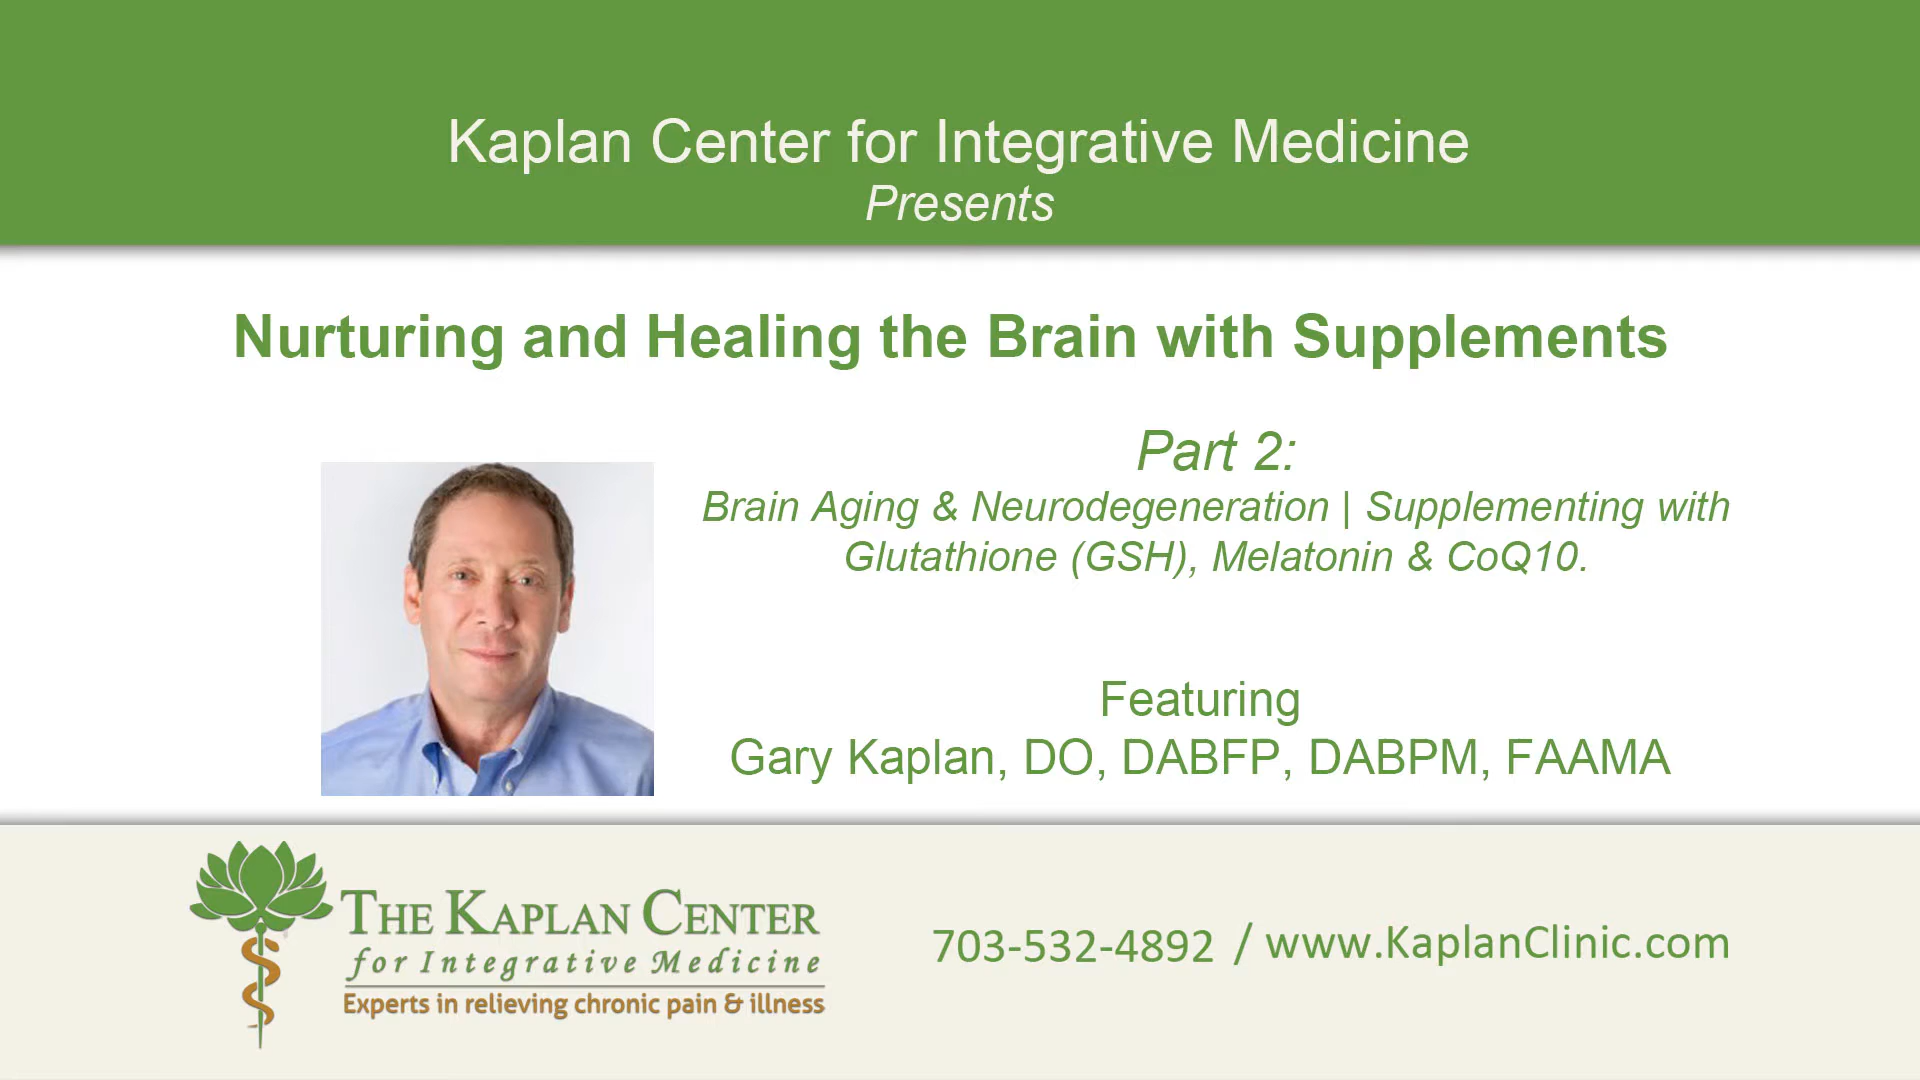 Kaplan Center for Integrative Medicine
Presents
Nurturing and Healing the Brain with Supplements
Part 2:
Brain Aging & Neurodegeneration | Supplementing with
Glutathione (GSH), Melatonin & CoQ10.
Featuring
Gary Kaplan, DO, DABFP, DABPM, FAAMA
THE KAPLAN CENTER
for Integrative Medicine
Experts in relieving chronic pain & illness
703-532-4892 / www.KaplanClinic.com